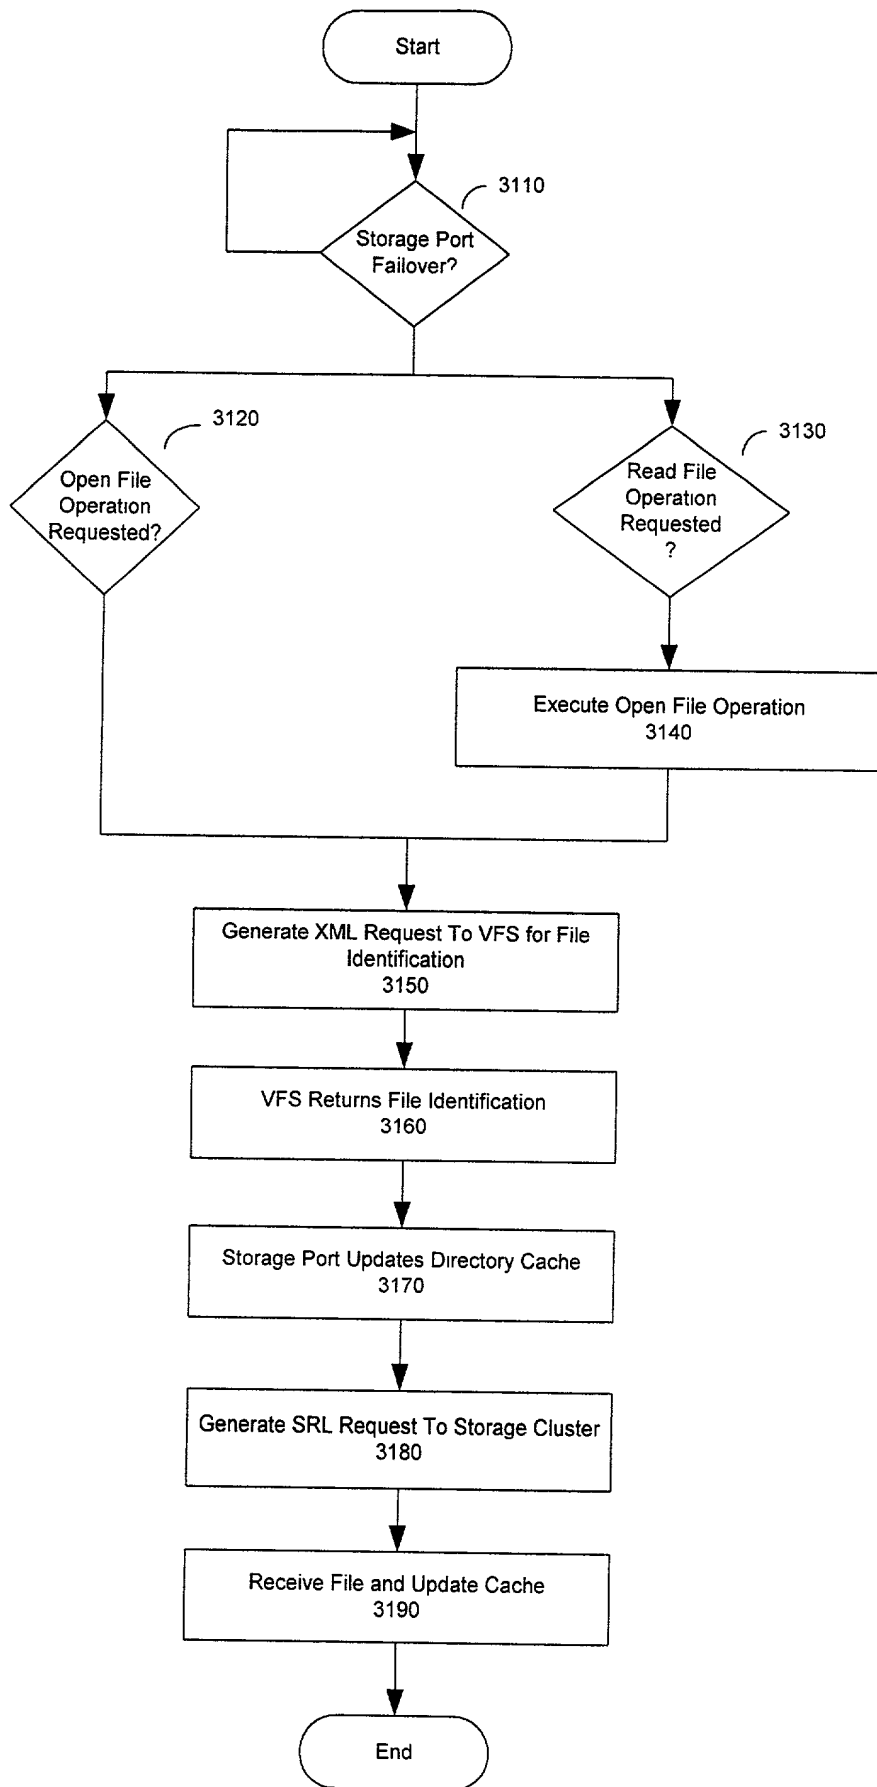 Start
3110
Storage Port
Failover?
3120
Open File
Operation
Requested?
3130
Read File
Operation
Requested
?
Execute Open File Operation
3140
Generate XML Request To VFS for File
Identification
3150
VFS Returns File Identification
3160
Storage Port Updates Directory Cache
3170
Generate SRL Request To Storage Cluster
3180
Receive File and Update Cache
3190
End